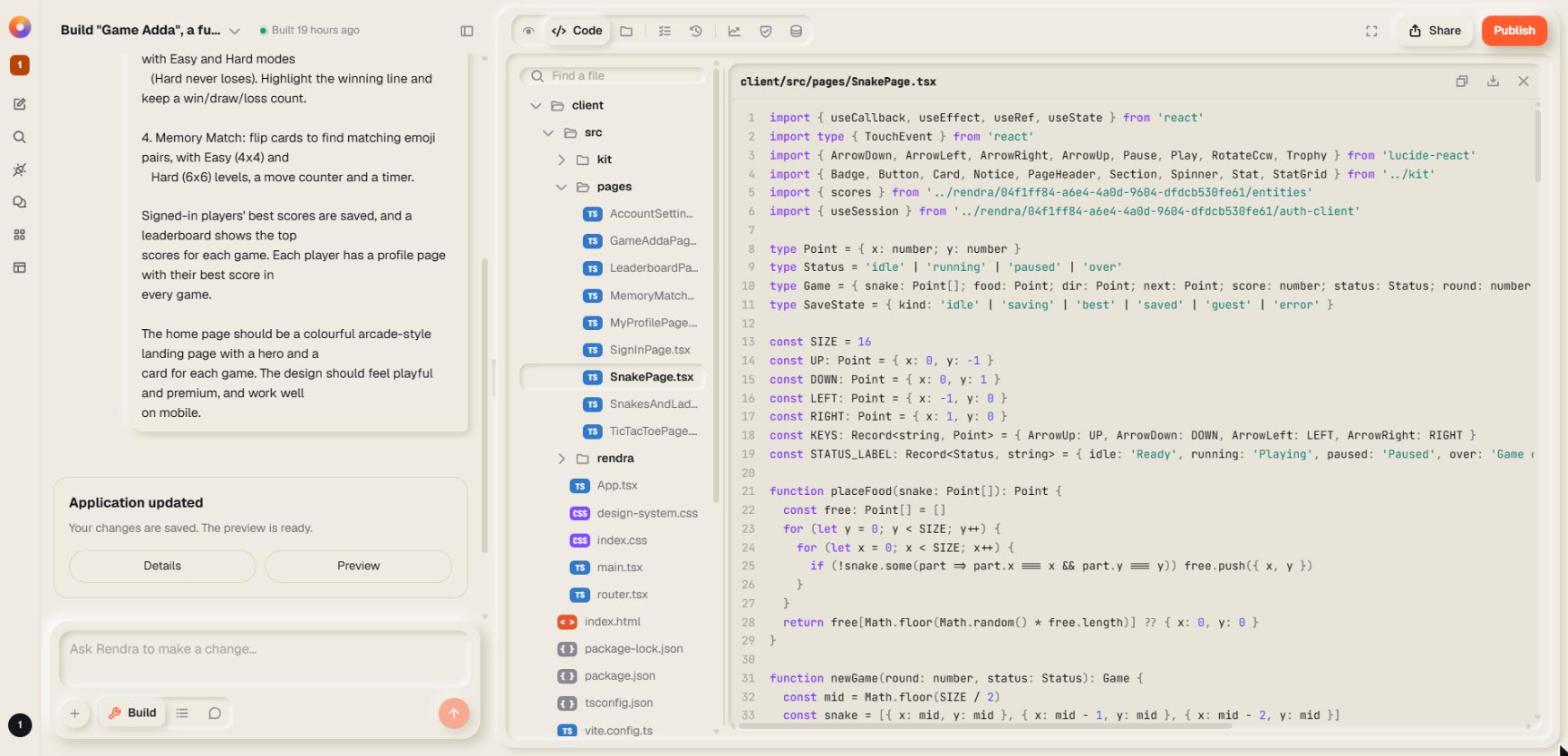 Build "Game Adda", a fu...
Built 19 hours ago
Code
Share
Publish
1
with Easy and Hard modes
(Hard never loses). Highlight the winning line and
keep a win/draw/loss count.
4. Memory Match: flip cards to find matching emoji
pairs, with Easy (4x4) and
Hard (6x6) levels, a move counter and a timer.
Signed-in players' best scores are saved, and a
leaderboard shows the top
scores for each game. Each player has a profile page
with their best score in
every game.
The home page should be a colourful arcade-style
landing page with a hero and a
card for each game. The design should feel playful
and premium, and work well
on mobile.
Application updated
Your changes are saved. The preview is ready.
Details
Preview
Ask Rendra to make a change...
Build
1
Find a file
client
src
kit
pages
TS AccountSettin...
TS GameAddaPag...
TS LeaderboardPa...
TS MemoryMatch...
TS MyProfilePage....
TS SignInPage.tsx
TS SnakePage.tsx
TS SnakesAndLad...
TS TicTacToePage....
rendra
TS App.tsx
CSS design-system.css
CSS index.css
TS main.tsx
TS router.tsx
< > index.html
{ } package-lock.json
{ } package.json
{ } tsconfig.json
TS vite.config.ts
client/src/pages/SnakePage.tsx
1 import { useCallback, useEffect, useRef, useState } from 'react'
2 import type { TouchEvent } from 'react'
3 import { ArrowDown, ArrowLeft, ArrowRight, ArrowUp, Pause, Play, RotateCcw, Trophy } from 'lucide-react'
4 import { Badge, Button, Card, Notice, PageHeader, Section, Spinner, Stat, StatGrid } from '../kit'
5 import { scores } from '../rendra/04f1ff84-a6e4-4a0d-9604-dfdcb530fe61/entities'
6 import { useSession } from '../rendra/04f1ff84-a6e4-4a0d-9604-dfdcb530fe61/auth-client'
7
8 type Point = { x: number; y: number }
9 type Status = 'idle' | 'running' | 'paused' | 'over'
10 type Game = { snake: Point[]; food: Point; dir: Point; next: Point; score: number; status: Status; round: number
11 type SaveState = { kind: 'idle' | 'saving' | 'best' | 'saved' | 'guest' | 'error' }
12
13 const SIZE = 16
14 const UP: Point = { x: 0, y: -1 }
15 const DOWN: Point = { x: 0, y: 1 }
16 const LEFT: Point = { x: -1, y: 0 }
17 const RIGHT: Point = { x: 1, y: 0 }
18 const KEYS: Record<string, Point> = { ArrowUp: UP, ArrowDown: DOWN, ArrowLeft: LEFT, ArrowRight: RIGHT }
19 const STATUS_LABEL: Record<Status, string> = { idle: 'Ready', running: 'Playing', paused: 'Paused', over: 'Game
20
21 function placeFood(snake: Point[]): Point {
22 const free: Point[] = []
23 for (let y = 0; y < SIZE; y++) {
24 for (let x = 0; x < SIZE; x++) {
25 if (!snake.some(part => part.x === x && part.y === y)) free.push({ x, y })
26 }
27 }
28 return free[Math.floor(Math.random() * free.length)] ?? { x: 0, y: 0 }
29 }
30
31 function newGame(round: number, status: Status): Game {
32 const mid = Math.floor(SIZE / 2)
33 const snake = [{ x: mid, y: mid }, { x: mid - 1, y: mid }, { x: mid - 2, y: mid }]